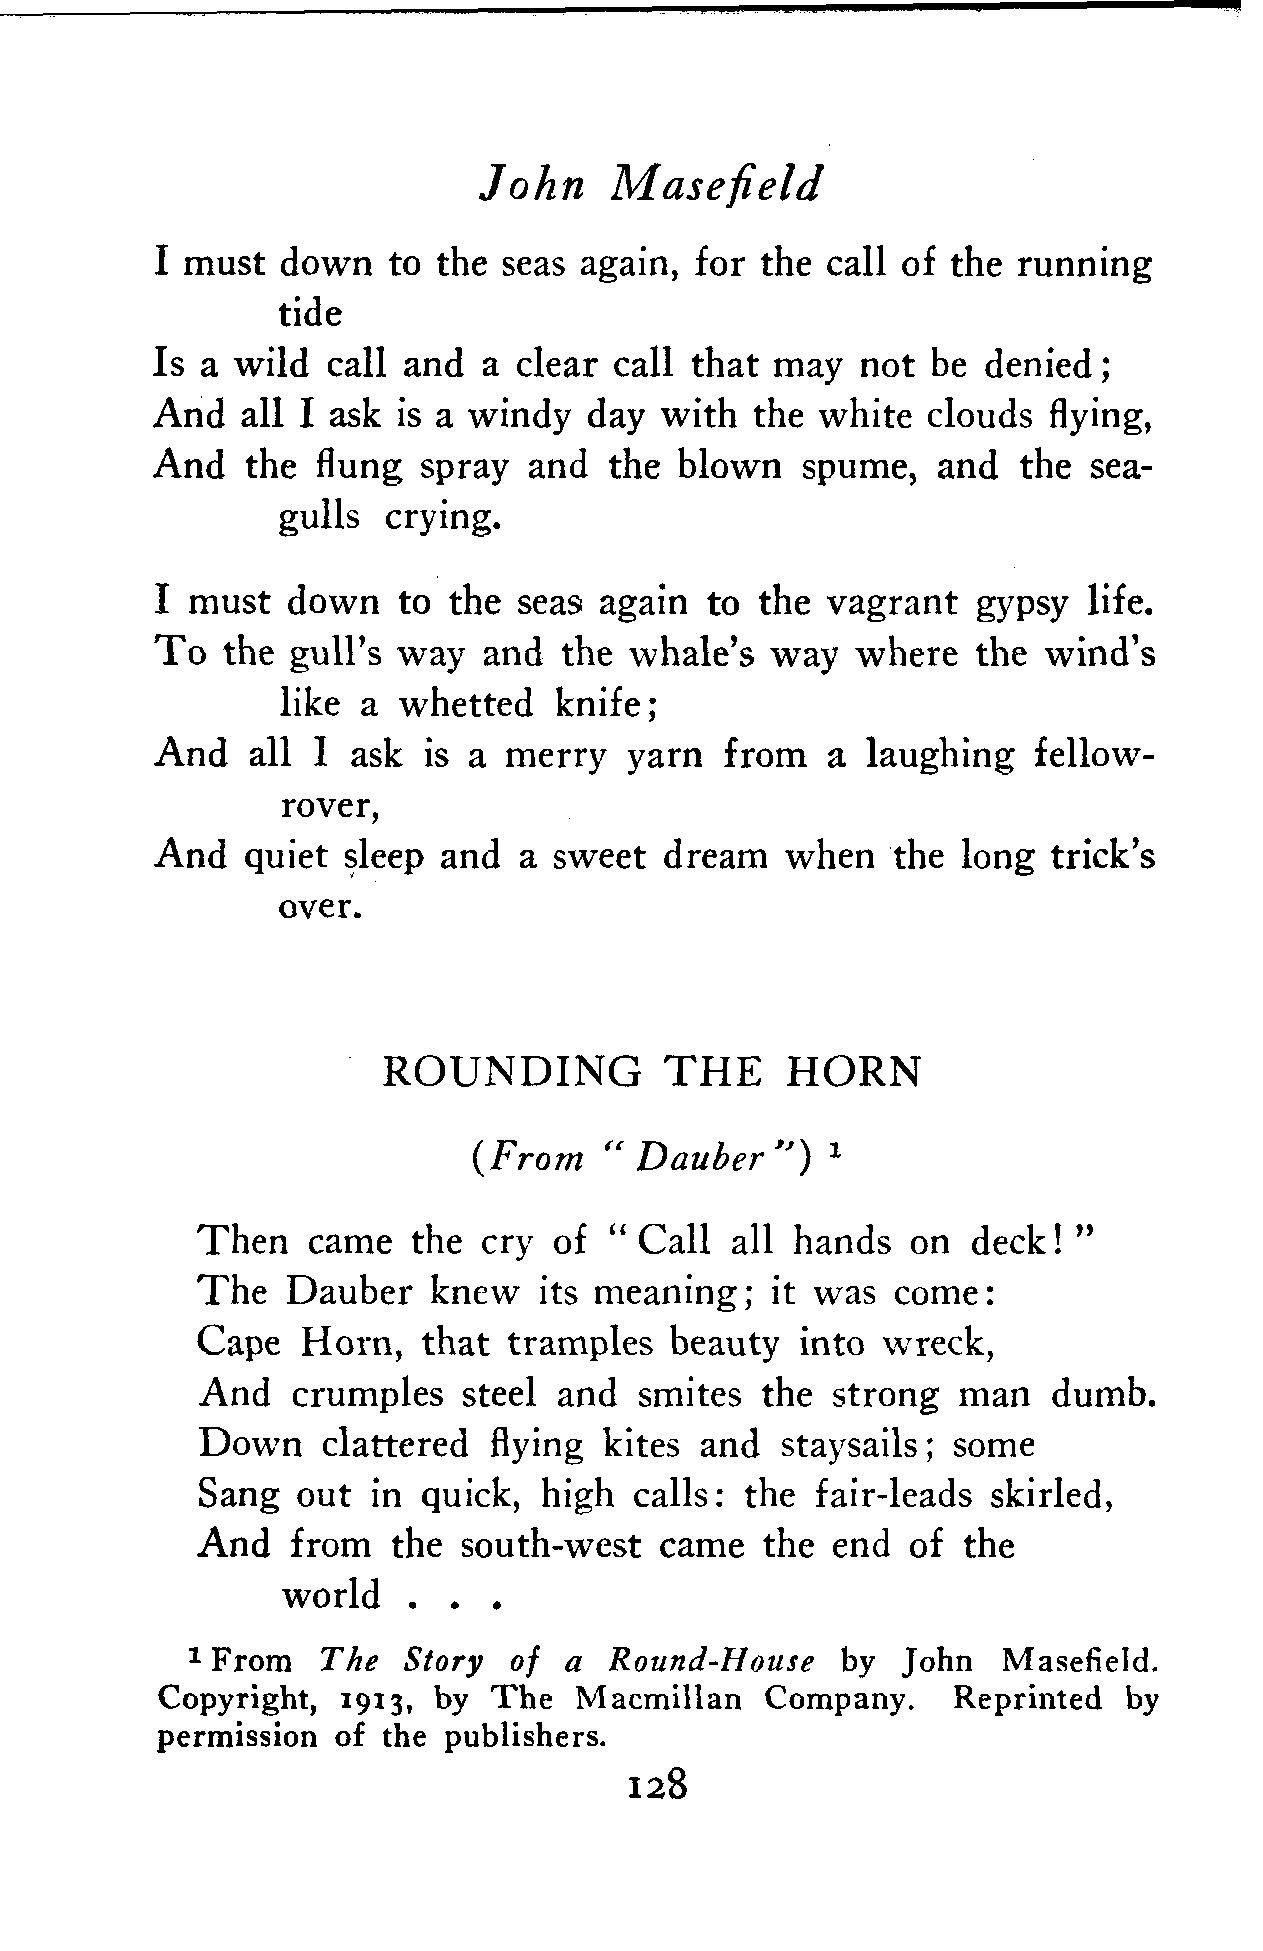 John Masefield
I must down to the seas again, for the call of the running
tide
Is a wild call and a clear call that may not be denied;
And all I ask is a windy day with the white clouds flying,
And the flung spray and the blown spume, and the sea-
gulls crying.
I must down to the seas again to the vagrant gypsy life.
To the gull's way and the whale's way where the wind's
like a whetted knife;
And all I ask is a merry yarn from a laughing fellow-
rover,
And quiet sleep and a sweet dream when the long trick's
over.
ROUNDING THE HORN
(From " Dauber ") 1
Then came the cry of " Call all hands on deck! "
The Dauber knew its meaning; it was come:
Cape Horn, that tramples beauty into wreck,
And crumples steel and smites the strong man dumb.
Down clattered flying kites and staysails; some
Sang out in quick, high calls: the fair-leads skirled,
And from the south-west came the end of the
world . . .
1 From The Story of a Round-House by John Masefield.
Copyright, 1913, by The Macmillan Company. Reprinted by
permission of the publishers.
128